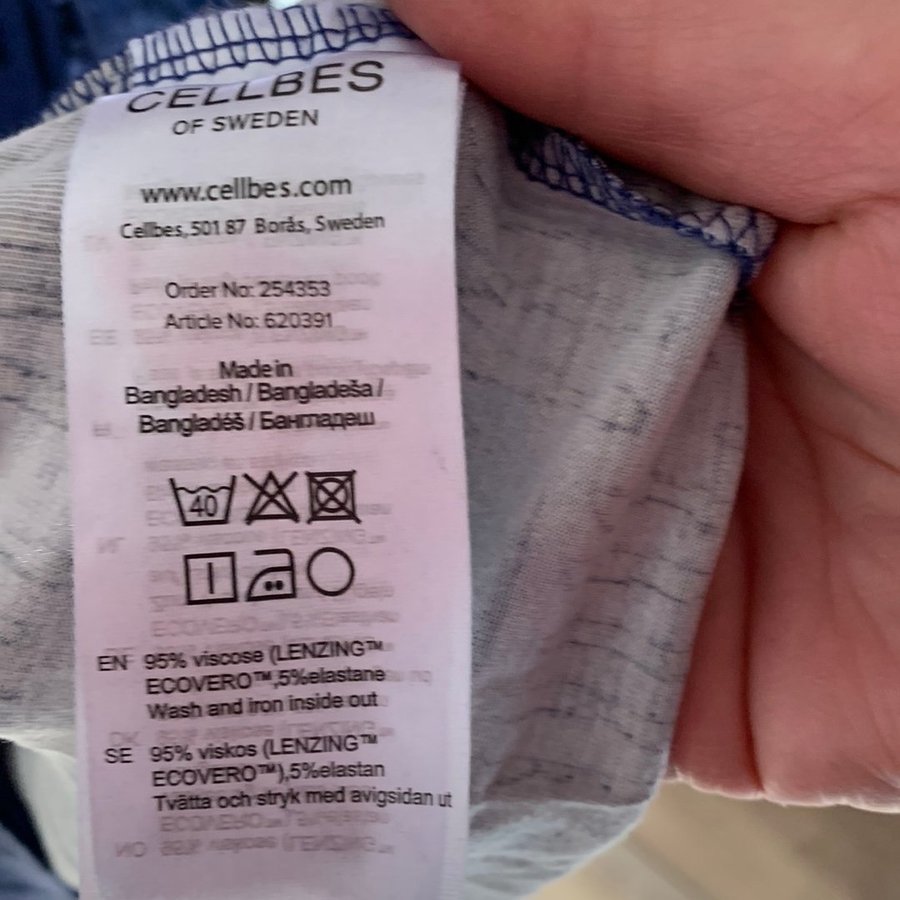 CELLBES
OF SWEDEN
www.cellbes.com
Cellbes, 501 87 Borås, Sweden
Order No: 254353
Article No: 620391
Made in
Bangladesh / Bangladeša /
Bangladéš / Бангладеш
40
EN 95% viscose (LENZING™
ECOVERO™,5%elastane
Wash and iron inside out
SE 95% viskos (LENZING™
ECOVERO™),5%elastan
Tvätta och stryk med avigsidan ut